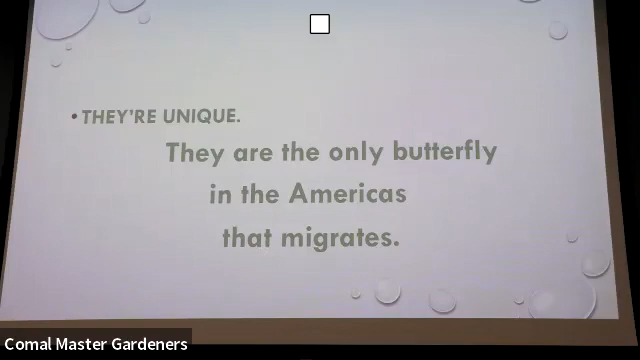 • THEY'RE UNIQUE.
They are the only butterfly
in the Americas
that migrates.
Comal Master Gardeners